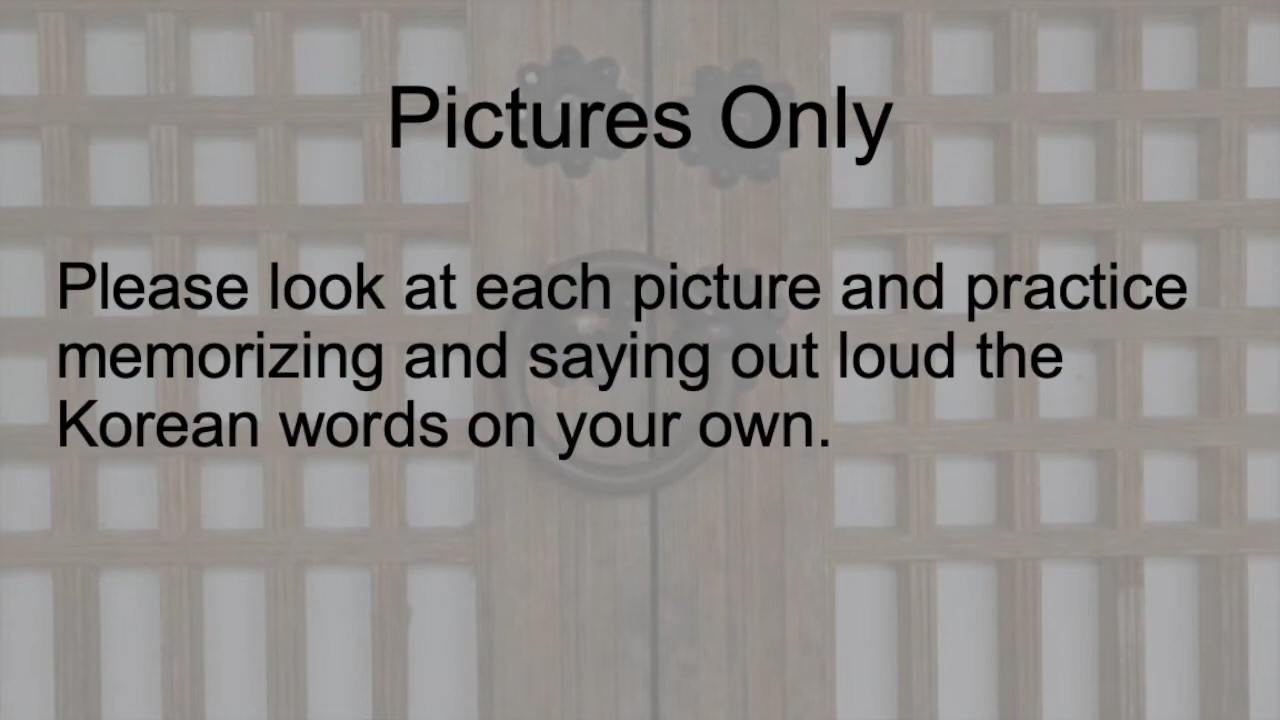 Pictures Only
Please look at each picture and practice
memorizing and saying out loud the
Korean words on your own.